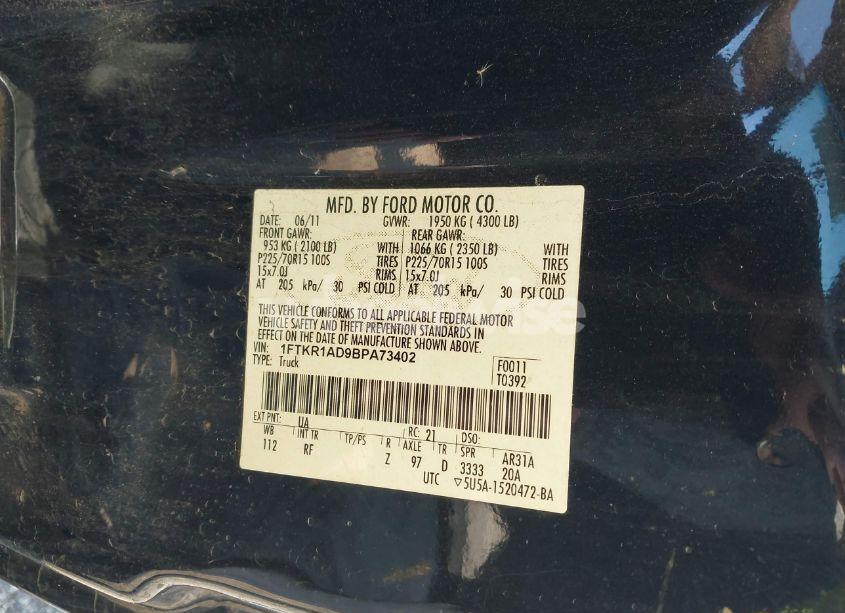 MFD. BY FORD MOTOR CO.
DATE: 06/11 GVWR: 1950 KG ( 4300 LB)
FRONT GAWR: REAR GAWR:
953 KG ( 2100 LB) WITH 1066 KG ( 2350 LB) WITH
P225/70R15 100S TIRES P225/70R15 100S TIRES
15x7.0J RIMS 15x7.0J RIMS
AT 205 kPa/ 30 PSI COLD AT 205 kPa/ 30 PSI COLD
THIS VEHICLE CONFORMS TO ALL APPLICABLE FEDERAL MOTOR
VEHICLE SAFETY AND THEFT PREVENTION STANDARDS IN
EFFECT ON THE DATE OF MANUFACTURE SHOWN ABOVE.
VIN: 1FTKR1AD9BPA73402
TYPE: Truck
F0011
T0392
EXT PNT: UA RC: 21 DSO:
WB INT TR TP/PS R AXLE TR SPR AR31A
112 RF Z 97 D 3333 20A
UTC ▽5U5A-1520472-BA